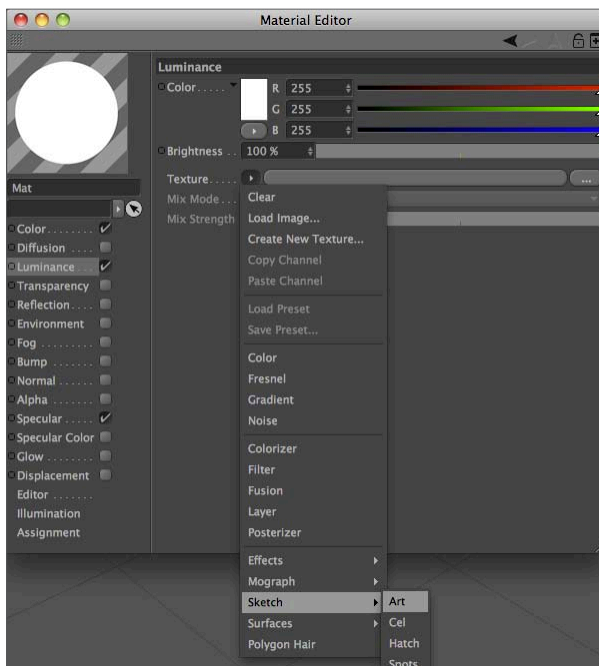 Material Editor
Luminance
Color.....
R 255
G 255
B 255
Brightness .. 100 %
Texture.....
...
Mix Mode...
Mix Strength
Mat
Color........
Diffusion ....
Luminance...
Transparency
Reflection....
Environment
Fog ........
Bump .......
Normal ......
Alpha .......
Specular .....
Specular Color
Glow ........
Displacement
Editor .......
Illumination
Assignment
Clear
Load Image...
Create New Texture...
Copy Channel
Paste Channel
Load Preset
Save Preset...
Color
Fresnel
Gradient
Noise
Colorizer
Filter
Fusion
Layer
Posterizer
Effects
Mograph
Sketch
Surfaces
Polygon Hair
Art
Cel
Hatch
Spots